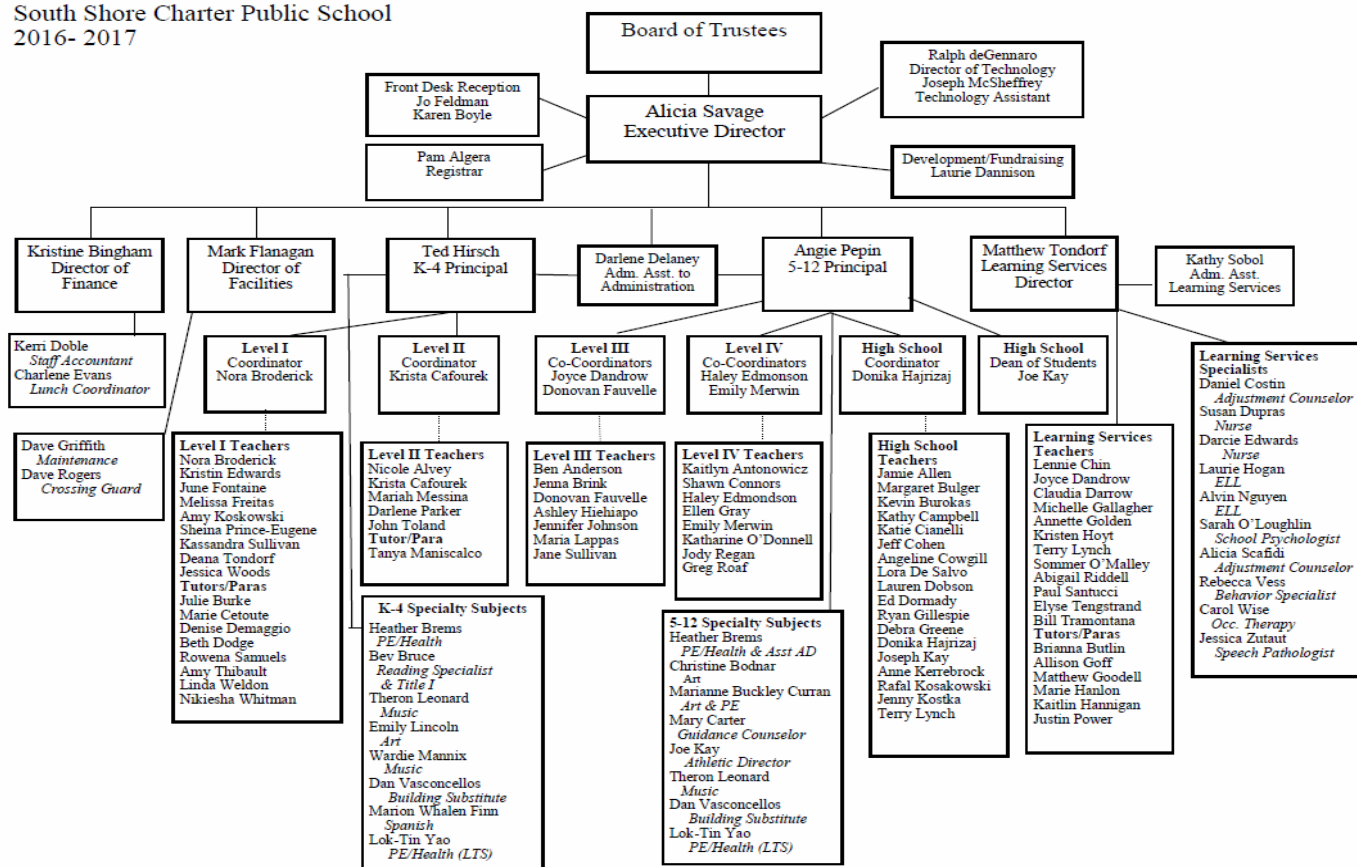 South Shore Charter Public School
2016- 2017
Board of Trustees
Ralph deGennaro
Director of Technology
Joseph McSheffrey
Technology Assistant
Front Desk Reception
Jo Feldman
Karen Boyle
Alicia Savage
Executive Director
Pam Algera
Registrar
Development/Fundraising
Laurie Dannison
Kristine Bingham
Director of
Finance
Mark Flanagan
Director of
Facilities
Ted Hirsch
K-4 Principal
Darlene Delaney
Adm. Asst. to
Administration
Angie Pepin
5-12 Principal
Matthew Tondorf
Learning Services
Director
Kathy Sobol
Adm. Asst.
Learning Services
Kerri Doble
Staff Accountant
Charlene Evans
Lunch Coordinator
Level I
Coordinator
Nora Broderick
Level II
Coordinator
Krista Cafourek
Level III
Co-Coordinators
Joyce Dandrow
Donovan Fauvelle
Level IV
Co-Coordinators
Haley Edmonson
Emily Merwin
High School
Coordinator
Donika Hajrizaj
High School
Dean of Students
Joe Kay
Learning Services
Specialists
Daniel Costin
Adjustment Counselor
Susan Dupras
Nurse
Darcie Edwards
Nurse
Laurie Hogan
ELL
Alvin Nguyen
ELL
Sarah O'Loughlin
School Psychologist
Alicia Scafidi
Adjustment Counselor
Rebecca Vess
Behavior Specialist
Carol Wise
Occ. Therapy
Jessica Zutaut
Speech Pathologist
Dave Griffith
Maintenance
Dave Rogers
Crossing Guard
Level I Teachers
Nora Broderick
Kristin Edwards
June Fontaine
Melissa Freitas
Amy Koskowski
Sheina Prince-Eugene
Kassandra Sullivan
Deana Tondorf
Jessica Woods
Tutors/Paras
Julie Burke
Marie Cetoute
Denise Demaggio
Beth Dodge
Rowena Samuels
Amy Thibault
Linda Weldon
Nikiesha Whitman
Level II Teachers
Nicole Alvey
Krista Cafourek
Mariah Messina
Darlene Parker
John Toland
Tutor/Para
Tanya Maniscalco
Level III Teachers
Ben Anderson
Jenna Brink
Donovan Fauvelle
Ashley Hiehiapo
Jennifer Johnson
Maria Lappas
Jane Sullivan
Level IV Teachers
Kaitlyn Antonowicz
Shawn Connors
Haley Edmondson
Ellen Gray
Emily Merwin
Katharine O'Donnell
Jody Regan
Greg Roaf
High School
Teachers
Jamie Allen
Margaret Bulger
Kevin Burokas
Kathy Campbell
Katie Cianelli
Jeff Cohen
Angeline Cowgill
Lora De Salvo
Lauren Dobson
Ed Dormady
Ryan Gillespie
Debra Greene
Donika Hajrizaj
Joseph Kay
Anne Kerrebrock
Rafal Kosakowski
Jenny Kostka
Terry Lynch
Learning Services
Teachers
Lennie Chin
Joyce Dandrow
Claudia Darrow
Michelle Gallagher
Annette Golden
Kristen Hoyt
Terry Lynch
Sommer O'Malley
Abigail Riddell
Paul Santucci
Elyse Tengstrand
Bill Tramontana
Tutors/Paras
Brianna Butlin
Allison Goff
Matthew Goodell
Marie Hanlon
Kaitlin Hannigan
Justin Power
K-4 Specialty Subjects
Heather Brems
PE/Health
Bev Bruce
Reading Specialist
& Title I
Theron Leonard
Music
Emily Lincoln
Art
Wardie Mannix
Music
Dan Vasconcellos
Building Substitute
Marion Whalen Finn
Spanish
Lok-Tin Yao
PE/Health (LTS)
5-12 Specialty Subjects
Heather Brems
PE/Health & Asst AD
Christine Bodnar
Art
Marianne Buckley Curran
Art & PE
Mary Carter
Guidance Counselor
Joe Kay
Athletic Director
Theron Leonard
Music
Dan Vasconcellos
Building Substitute
Lok-Tin Yao
PE/Health (LTS)